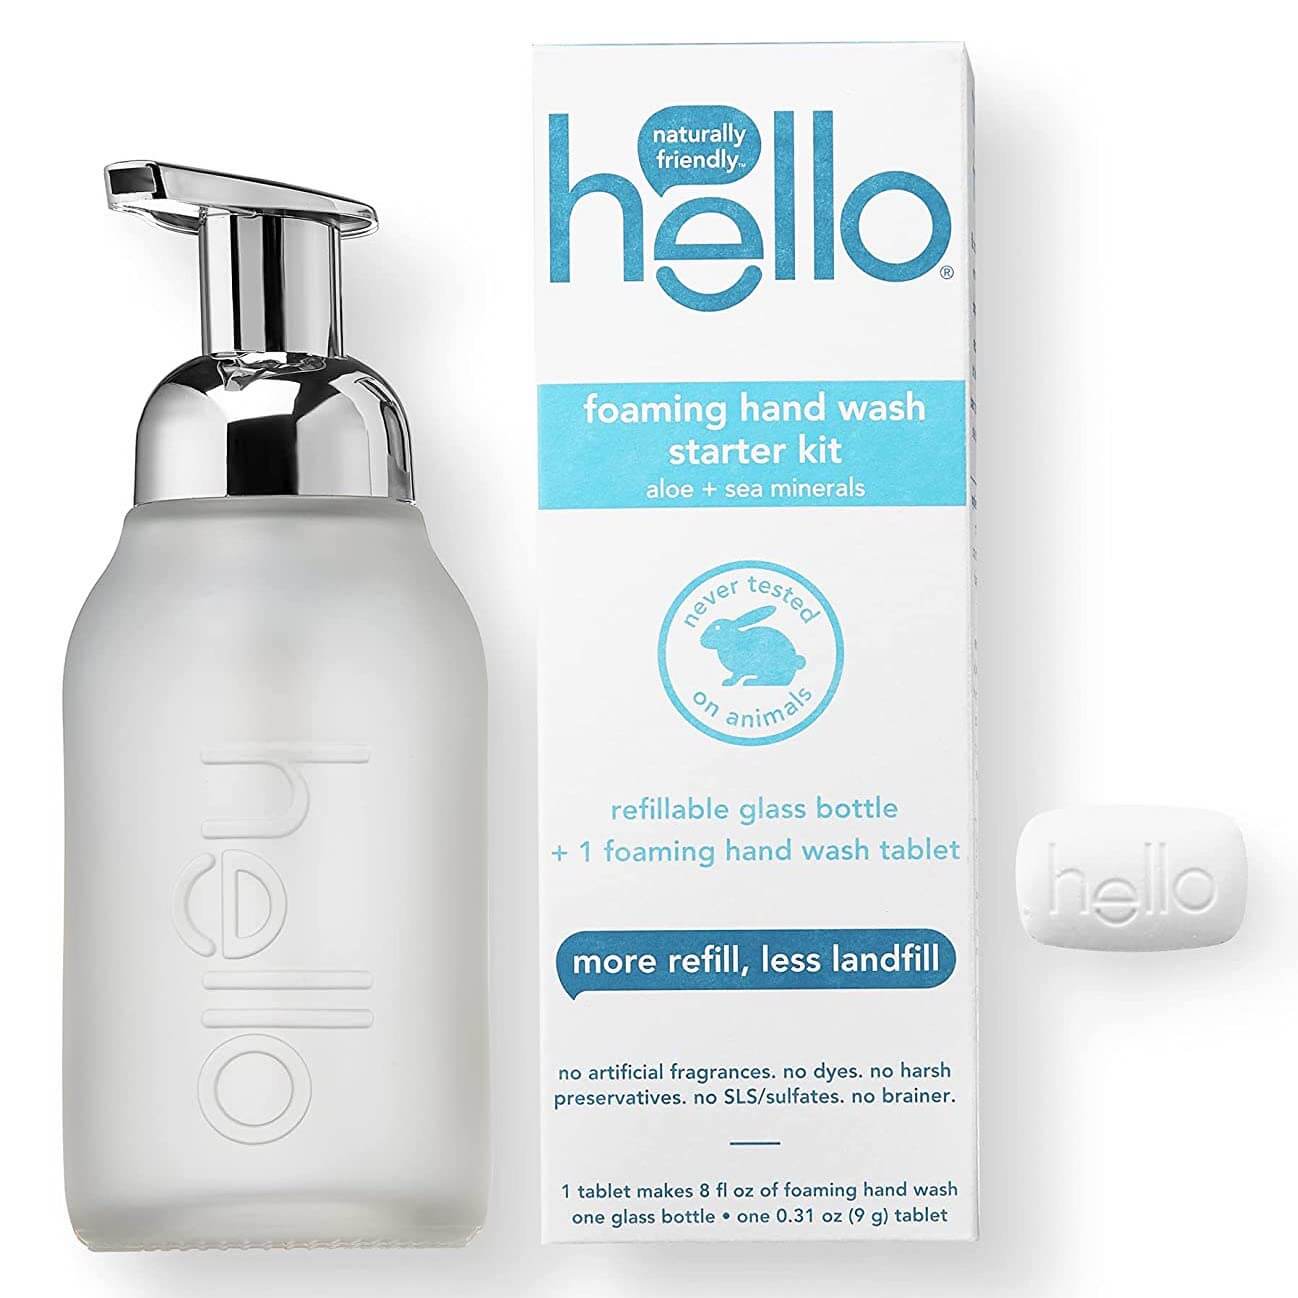 naturally
friendly™
hello®
foaming hand wash
starter kit
aloe + sea minerals
never tested
on animals
refillable glass bottle
+ 1 foaming hand wash tablet
more refill, less landfill
no artificial fragrances. no dyes. no harsh
preservatives. no SLS/sulfates. no brainer.
1 tablet makes 8 fl oz of foaming hand wash
one glass bottle • one 0.31 oz (9 g) tablet
hello
hello